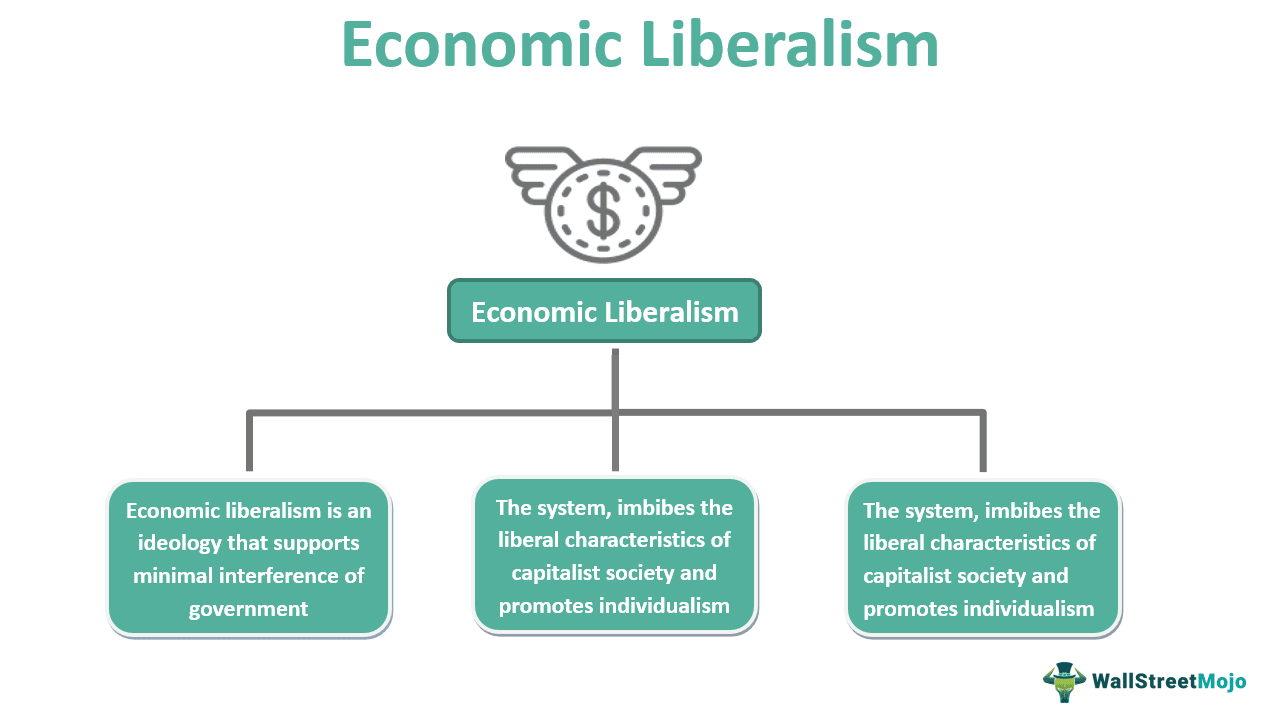 Economic Liberalism
$
Economic Liberalism
Economic liberalism is an
ideology that supports
minimal interference of
government
The system, imbibes the
liberal characteristics of
capitalist society and
promotes individualism
The system, imbibes the
liberal characteristics of
capitalist society and
promotes individualism
WallStreetMojo